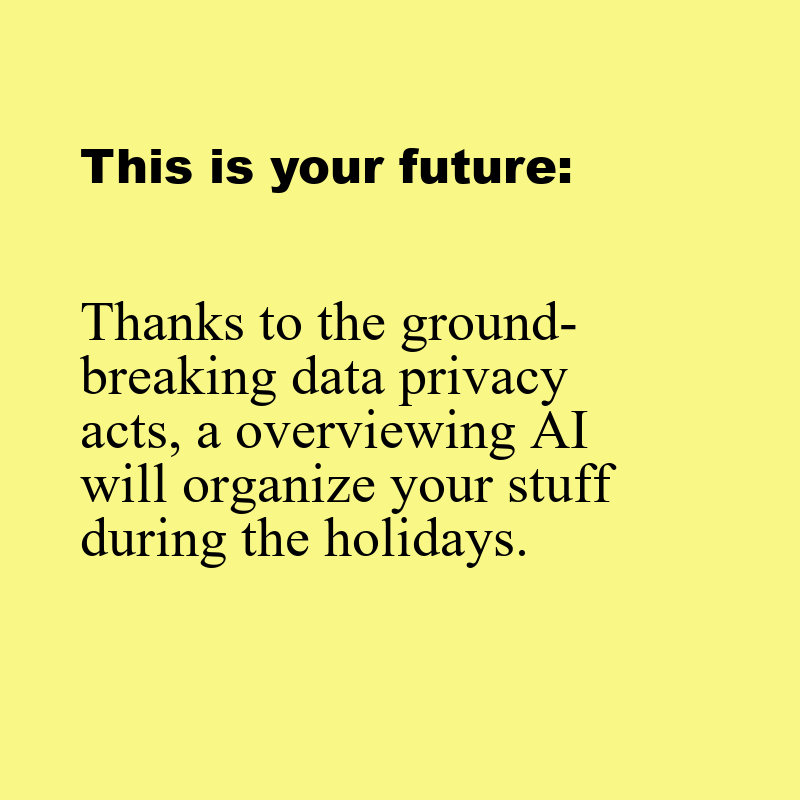 This is your future:
Thanks to the ground-
breaking data privacy
acts, a overviewing AI
will organize your stuff
during the holidays.